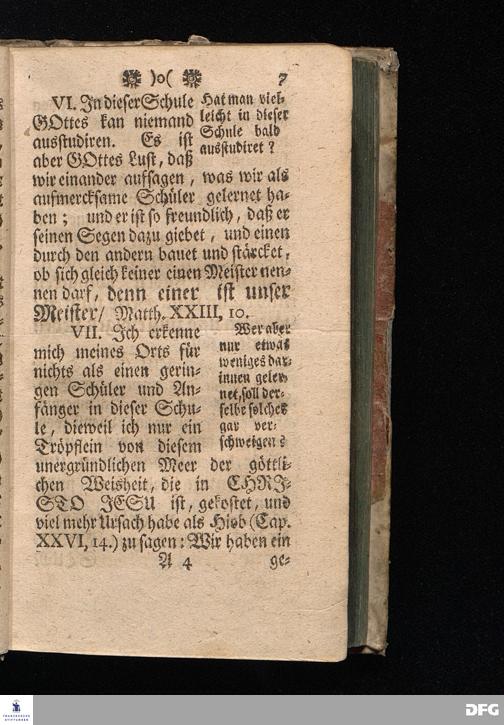 )o( 7
VI. In dieser Schule
GOttes kan niemand
ausstudiren. Es ist
aber GOttes Lust, daß
Hat man viel-
leicht in dieser
Schule bald
ausstudiret?
wir einander aufsagen, was wir als
aufmercksame Schüler gelernet ha-
ben; und er ist so freundlich, daß er
seinen Segen dazu giebet, und einen
durch den andern bauet und stärcket,
ob sich gleich keiner einen Meister nen-
nen darf, denn einer ist unser
Meister/ Matth. XXIII, 10.
VII. Ich erkenne
mich meines Orts für
nichts als einen gerin-
gen Schüler und An-
fänger in dieser Schu-
le, dieweil ich nur ein
Tröpflein von diesem
Wer aber
nur etwas
weniges dar-
innen geler-
net, soll der-
selbe solches
gar ver-
schweigen?
unergründlichen Meer der göttli-
chen Weisheit, die in CHRI-
STO JESU ist, gekostet, und
viel mehr Ursach habe als Hiob (Cap.
XXVI, 14.) zu sagen: Wir haben ein
A 4 ge-
FRANCKESCHE
STIFTUNGEN
DFG